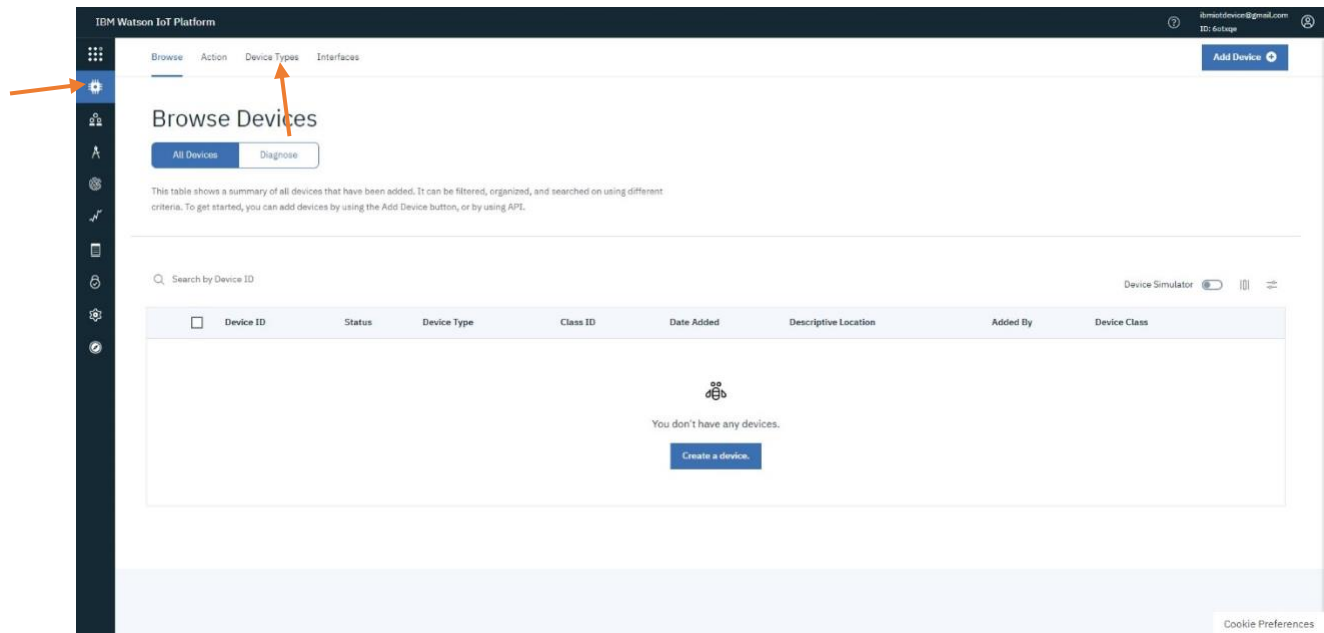 IBM Watson IoT Platform
ibmiotdevice@gmail.com
ID: 6otxqe
Browse Action Device Types Interfaces
Add Device
Browse Devices
All Devices Diagnose
This table shows a summary of all devices that have been added. It can be filtered, organized, and searched on using different
criteria. To get started, you can add devices by using the Add Device button, or by using API.
Search by Device ID
Device Simulator
Device ID Status Device Type Class ID Date Added Descriptive Location Added By Device Class
You don't have any devices.
Create a device.
Cookie Preferences